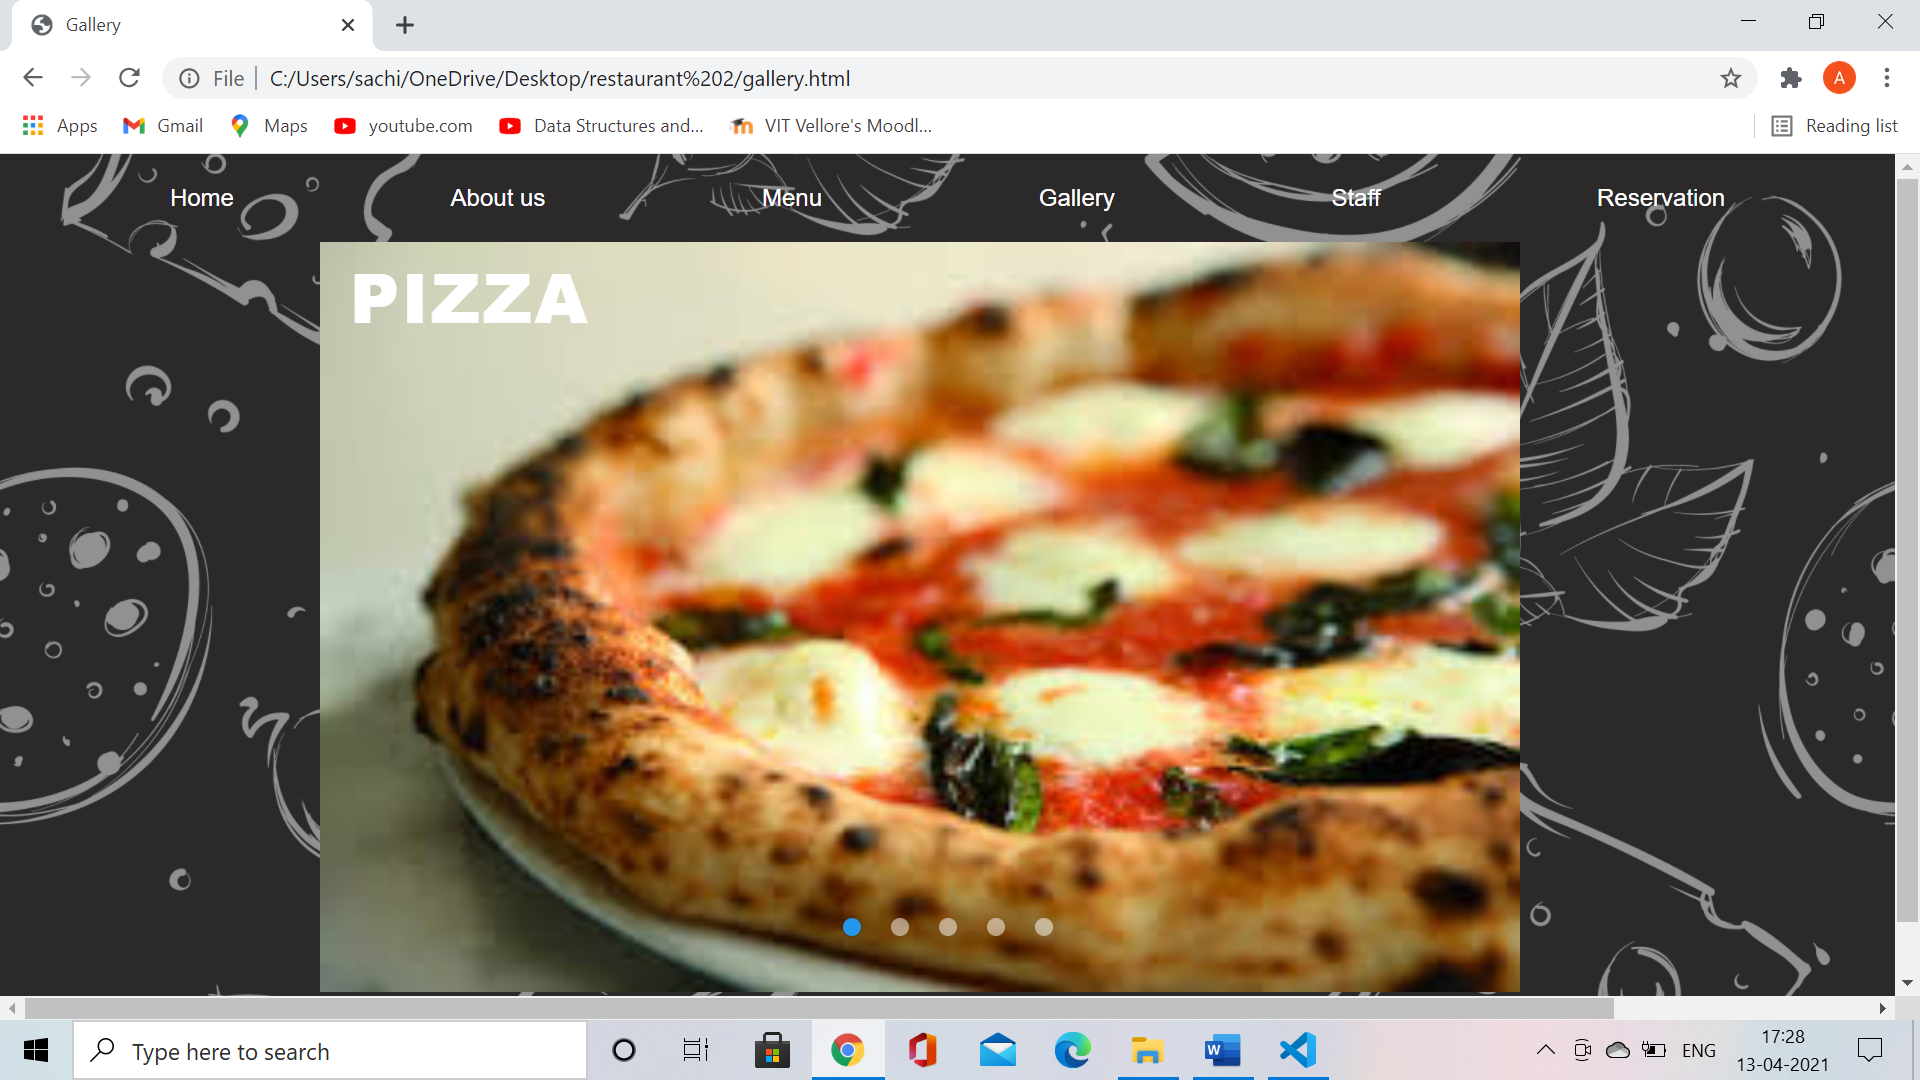 Gallery
File
C:/Users/sachi/OneDrive/Desktop/restaurant%202/gallery.html
A
Apps
Gmail
Maps
youtube.com
Data Structures and...
VIT Vellore's Moodl...
Reading list
Home
About us
Menu
Gallery
Staff
Reservation
PIZZA
Type here to search
ENG
17:28
13-04-2021